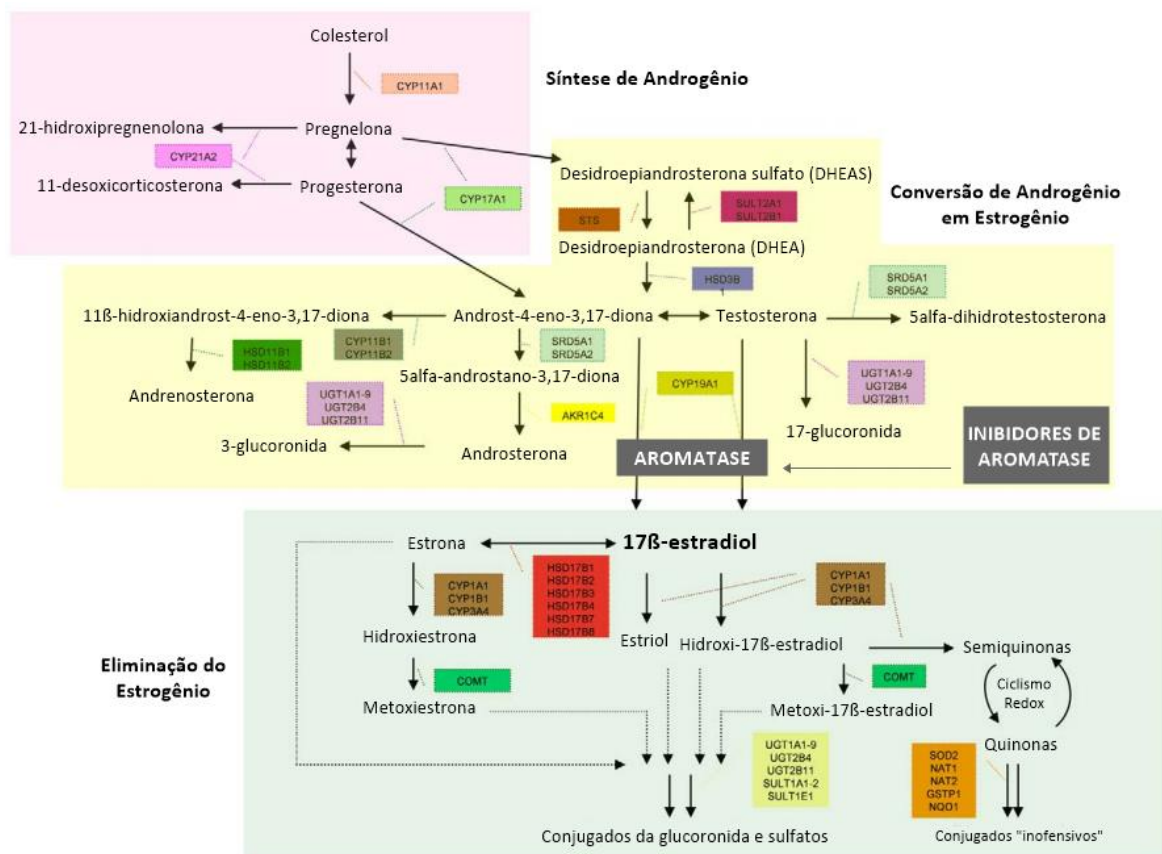 Colesterol
CYP11A1
Síntese de Androgênio
21-hidroxipregnenolona
Pregnelona
CYP21A2
11-desoxicorticosterona
Progesterona
CYP17A1
Desidroepiandrosterona sulfato (DHEAS)
Conversão de Androgênio
em Estrogênio
STS
SULT2A1
SULT2B1
Desidroepiandrosterona (DHEA)
HSD3B
SRD5A1
SRD5A2
11ß-hidroxiandrost-4-eno-3,17-diona
Androst-4-eno-3,17-diona
Testosterona
5alfa-dihidrotestosterona
HSD11B1
HSD11B2
CYP11B1
CYP11B2
SRD5A1
SRD5A2
5alfa-androstano-3,17-diona
CYP19A1
UGT1A1-9
UGT2B4
UGT2B11
Andrenosterona
UGT1A1-9
UGT2B4
UGT2B11
AKR1C4
3-glucoronida
Androsterona
17-glucoronida
AROMATASE
INIBIDORES DE
AROMATASE
Estrona
17ß-estradiol
CYP1A1
CYP1B1
CYP3A4
HSD17B1
HSD17B2
HSD17B3
HSD17B4
HSD17B7
HSD17B8
CYP1A1
CYP1B1
CYP3A4
Hidroxiestrona
Estriol
Hidroxi-17ß-estradiol
Semiquinonas
Eliminação do
Estrogênio
COMT
COMT
Ciclismo
Redox
Metoxiestrona
Metoxi-17ß-estradiol
Quinonas
UGT1A1-9
UGT2B4
UGT2B11
SULT1A1-2
SULT1E1
SOD2
NAT1
NAT2
GSTP1
NQO1
Conjugados da glucoronida e sulfatos
Conjugados "inofensivos"